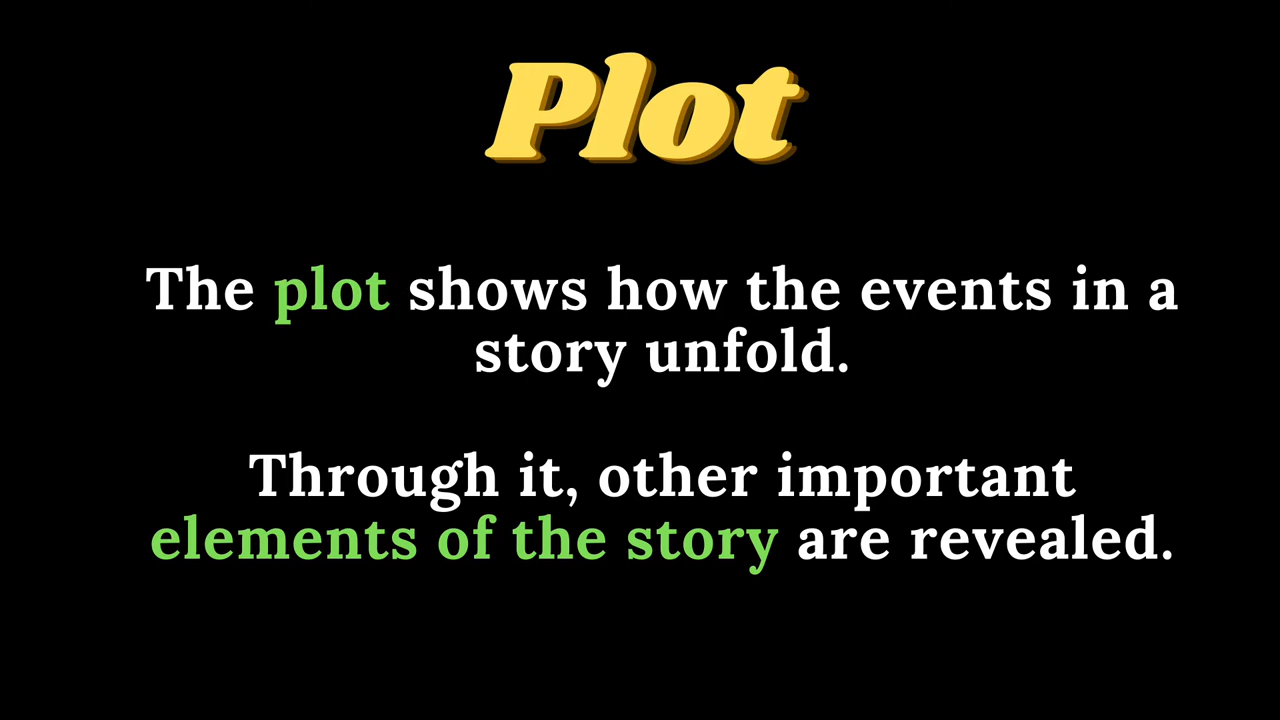 Plot
The plot shows how the events in a
story unfold.
Through it, other important
elements of the story are revealed.